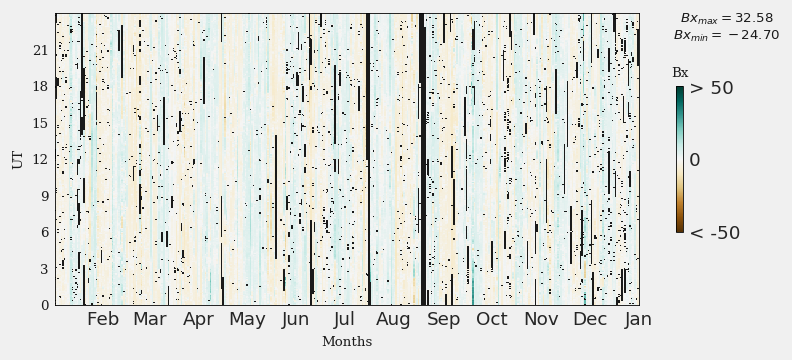 Bx_max = 32.58
Bx_min = −24.70
Bx
> 50
0
< -50
UT
21
18
15
12
9
6
3
0
Feb Mar Apr May Jun Jul Aug Sep Oct Nov Dec Jan
Months